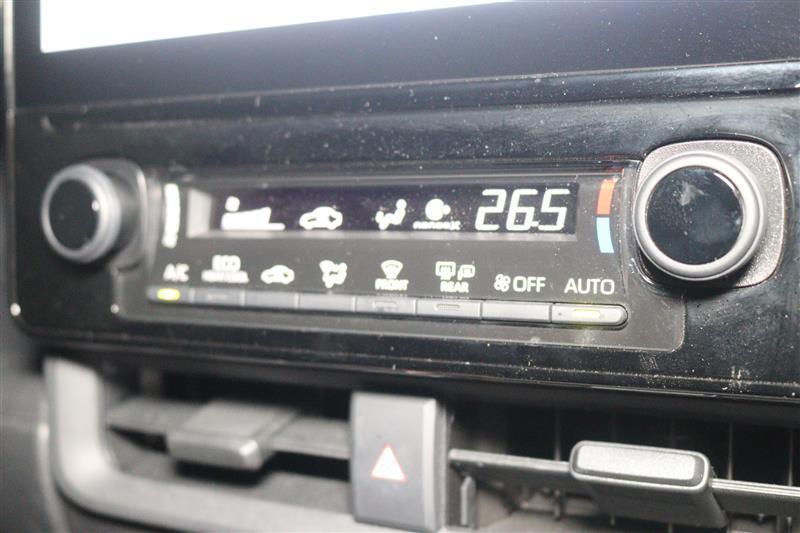 26.5
A/C ECO FRONT REAR OFF AUTO